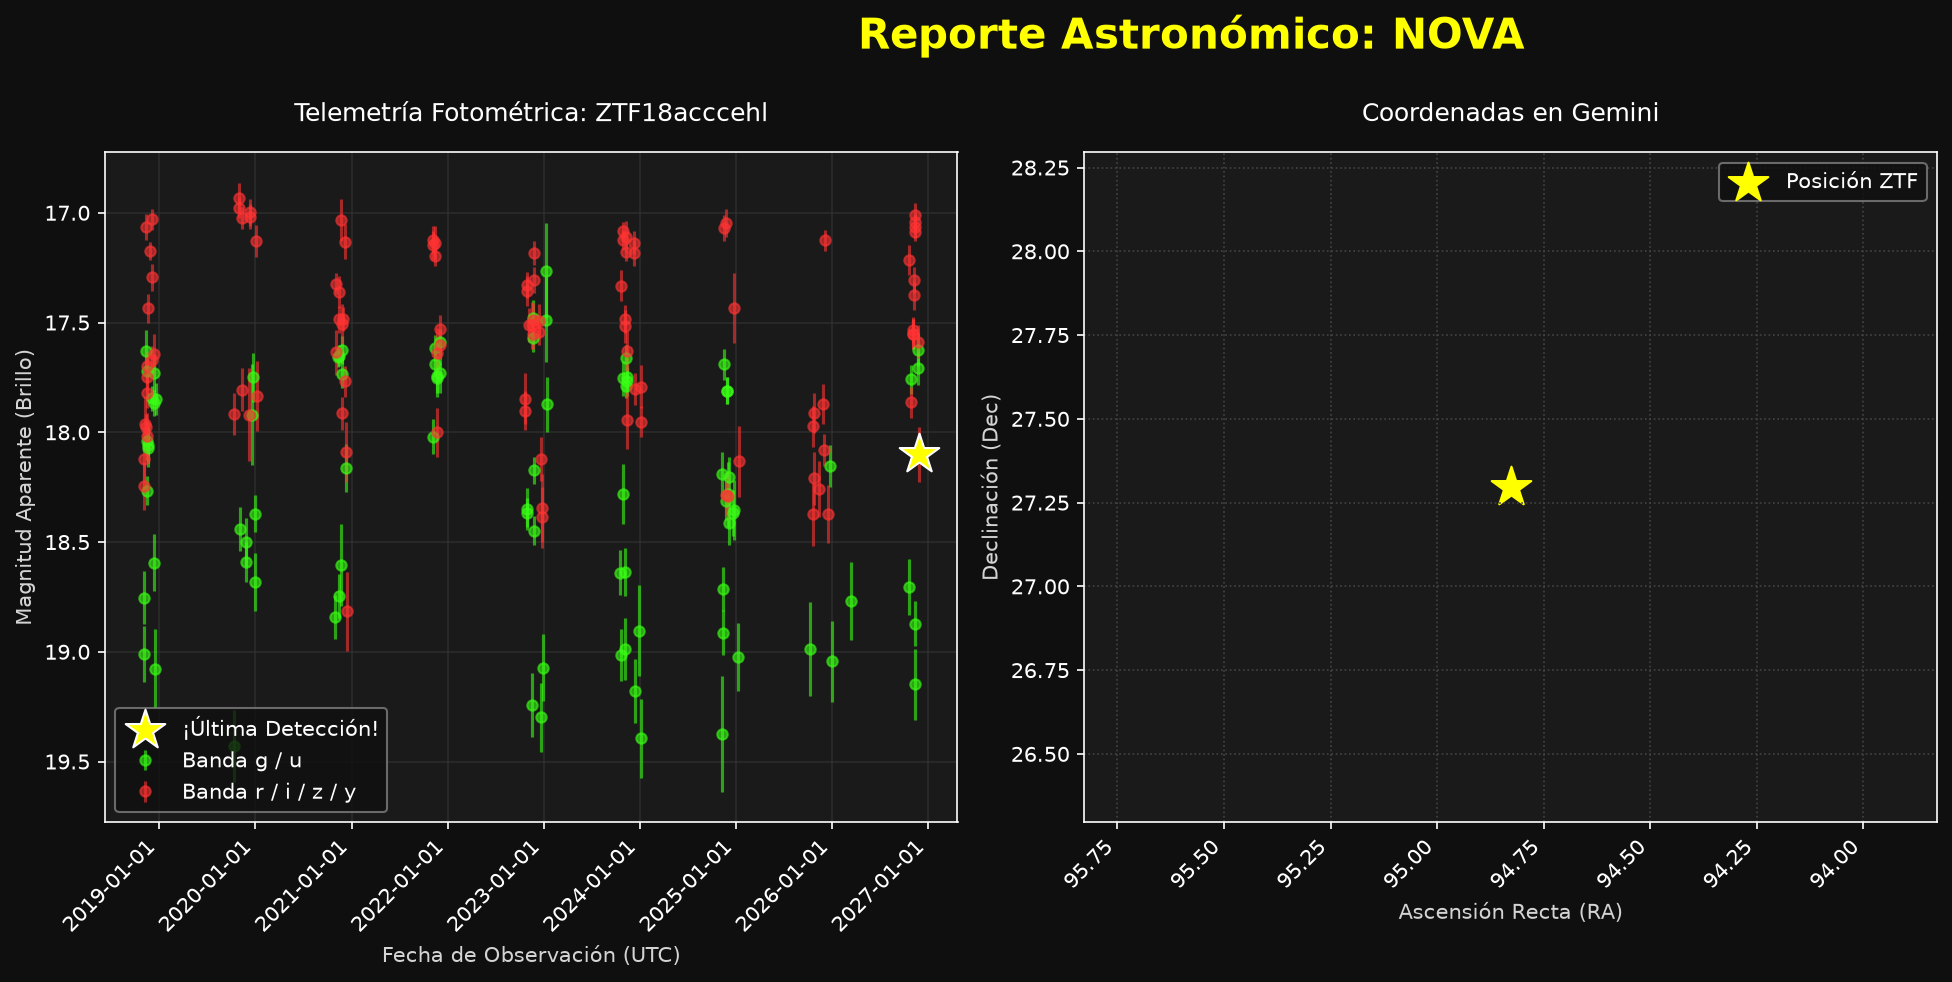 Reporte Astronómico: NOVA
Telemetría Fotométrica: ZTF18acccehl
Magnitud Aparente (Brillo)
17.0
17.5
18.0
18.5
19.0
19.5
¡Última Detección!
Banda g / u
Banda r / i / z / y
2019-01-01
2020-01-01
2021-01-01
2022-01-01
2023-01-01
2024-01-01
2025-01-01
2026-01-01
2027-01-01
Fecha de Observación (UTC)
Coordenadas en Gemini
Declinación (Dec)
28.25
28.00
27.75
27.50
27.25
27.00
26.75
26.50
Posición ZTF
95.75
95.50
95.25
95.00
94.75
94.50
94.25
94.00
Ascensión Recta (RA)